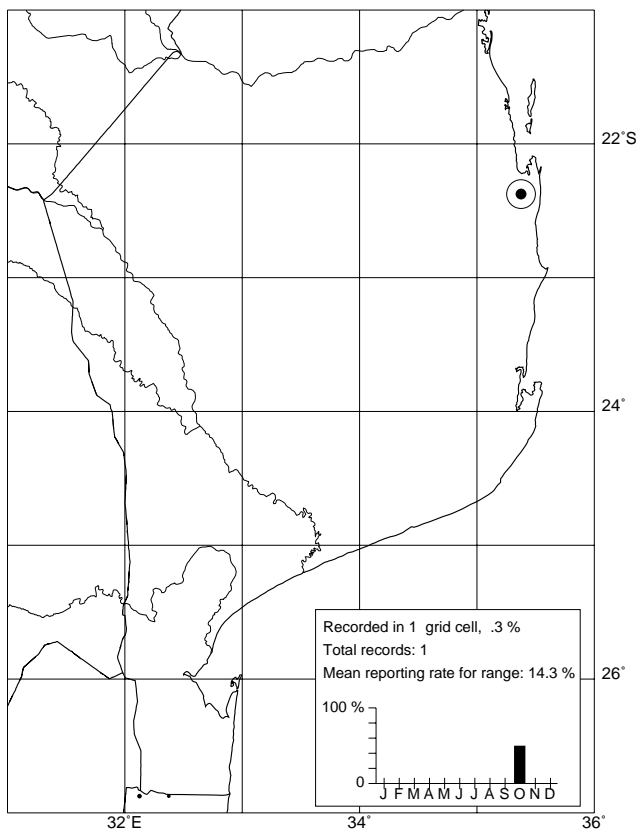 22°S
24°
Recorded in 1 grid cell, .3 %
Total records: 1
Mean reporting rate for range: 14.3 %
26°
100 %
0
J F M A M J J A S O N D
32°E 34° 36°